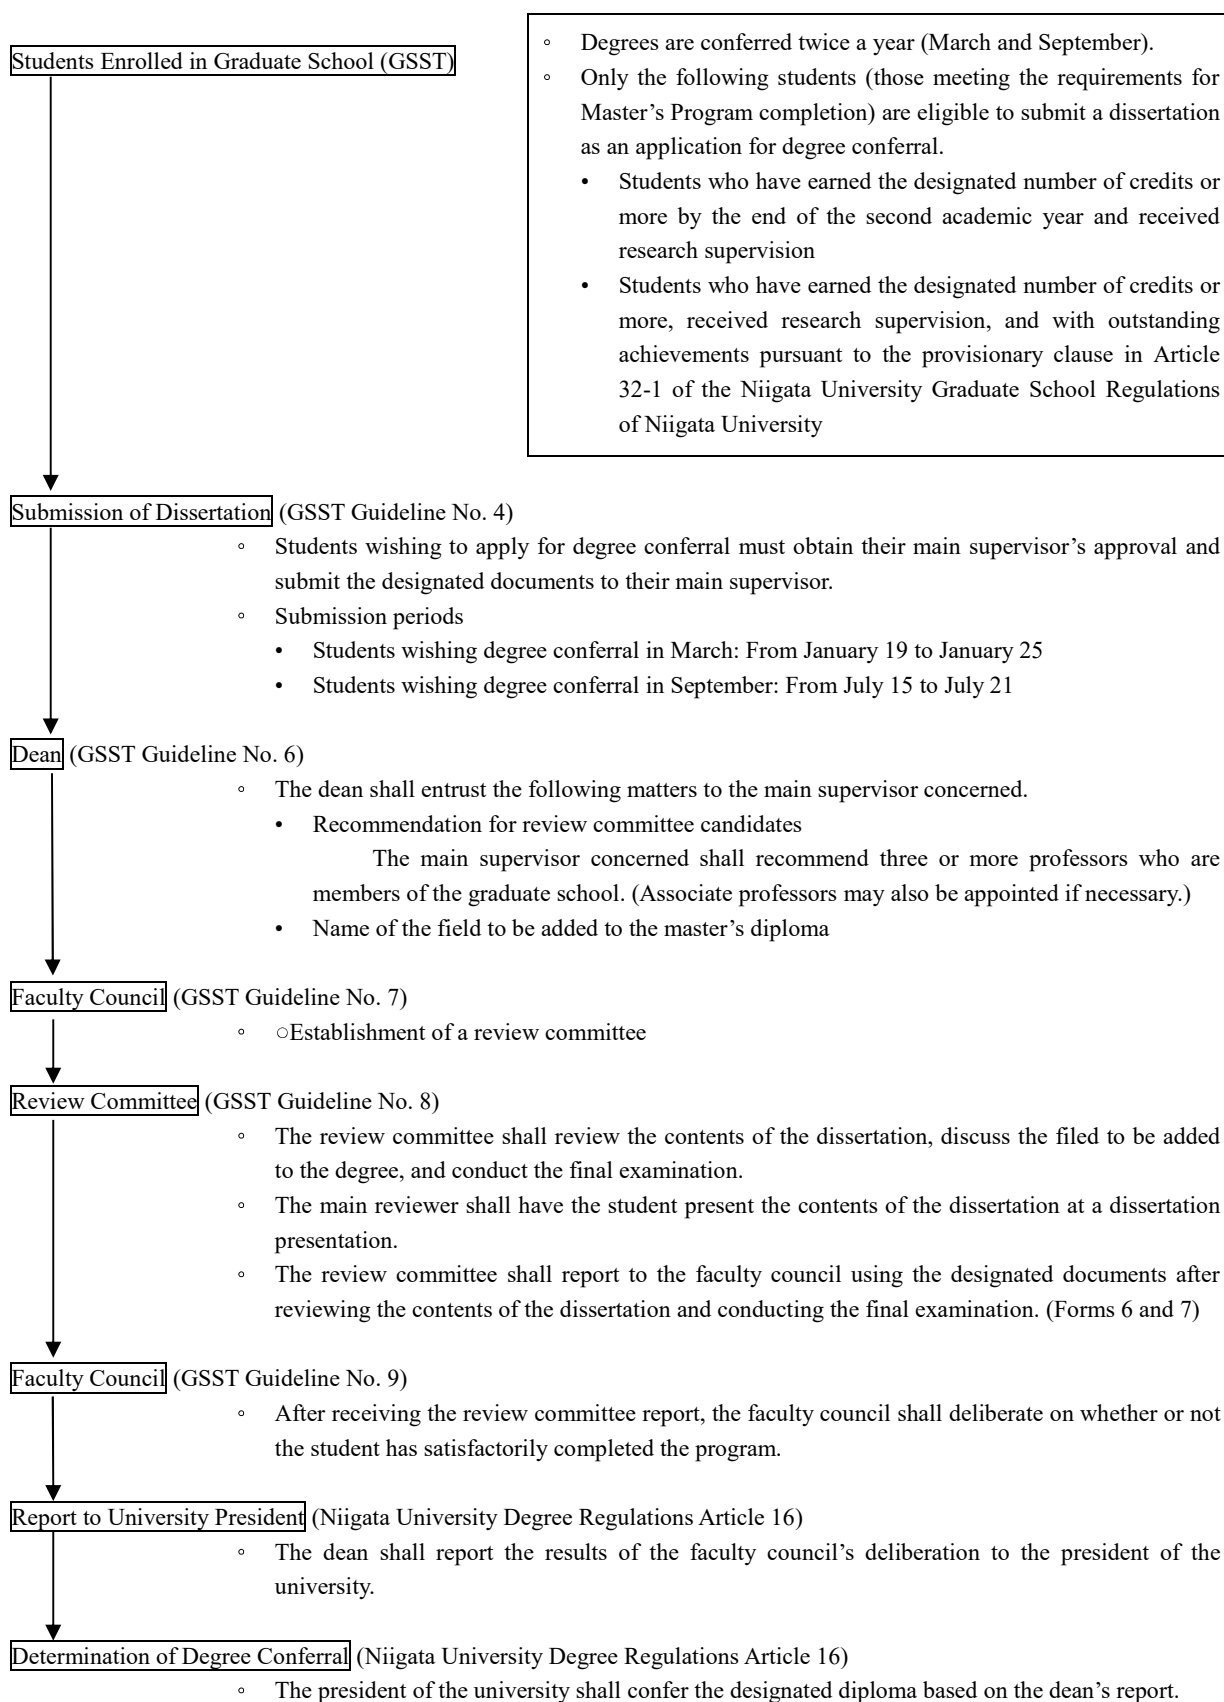 Students Enrolled in Graduate School (GSST)
◦ Degrees are conferred twice a year (March and September).
◦ Only the following students (those meeting the requirements for
Master’s Program completion) are eligible to submit a dissertation
as an application for degree conferral.
• Students who have earned the designated number of credits or
more by the end of the second academic year and received
research supervision
• Students who have earned the designated number of credits or
more, received research supervision, and with outstanding
achievements pursuant to the provisionary clause in Article
32-1 of the Niigata University Graduate School Regulations
of Niigata University
Submission of Dissertation (GSST Guideline No. 4)
◦ Students wishing to apply for degree conferral must obtain their main supervisor’s approval and
submit the designated documents to their main supervisor.
◦ Submission periods
• Students wishing degree conferral in March: From January 19 to January 25
• Students wishing degree conferral in September: From July 15 to July 21
Dean (GSST Guideline No. 6)
◦ The dean shall entrust the following matters to the main supervisor concerned.
• Recommendation for review committee candidates
The main supervisor concerned shall recommend three or more professors who are
members of the graduate school. (Associate professors may also be appointed if necessary.)
• Name of the field to be added to the master’s diploma
Faculty Council (GSST Guideline No. 7)
◦ ○Establishment of a review committee
Review Committee (GSST Guideline No. 8)
◦ The review committee shall review the contents of the dissertation, discuss the filed to be added
to the degree, and conduct the final examination.
◦ The main reviewer shall have the student present the contents of the dissertation at a dissertation
presentation.
◦ The review committee shall report to the faculty council using the designated documents after
reviewing the contents of the dissertation and conducting the final examination. (Forms 6 and 7)
Faculty Council (GSST Guideline No. 9)
◦ After receiving the review committee report, the faculty council shall deliberate on whether or not
the student has satisfactorily completed the program.
Report to University President (Niigata University Degree Regulations Article 16)
◦ The dean shall report the results of the faculty council’s deliberation to the president of the
university.
Determination of Degree Conferral (Niigata University Degree Regulations Article 16)
◦ The president of the university shall confer the designated diploma based on the dean’s report.